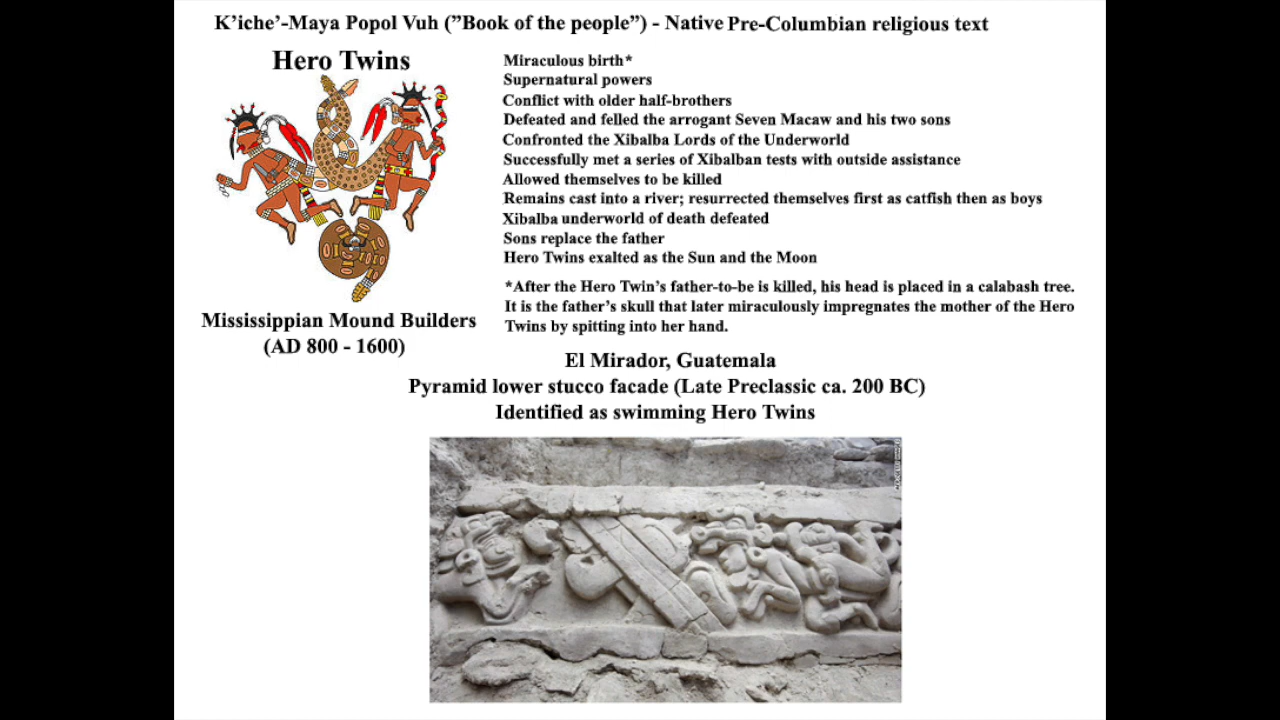 K’iche’-Maya Popol Vuh (”Book of the people”) - Native Pre-Columbian religious text
Hero Twins
Mississippian Mound Builders
(AD 800 - 1600)
Miraculous birth*
Supernatural powers
Conflict with older half-brothers
Defeated and felled the arrogant Seven Macaw and his two sons
Confronted the Xibalba Lords of the Underworld
Successfully met a series of Xibalban tests with outside assistance
Allowed themselves to be killed
Remains cast into a river; resurrected themselves first as catfish then as boys
Xibalba underworld of death defeated
Sons replace the father
Hero Twins exalted as the Sun and the Moon
*After the Hero Twin’s father-to-be is killed, his head is placed in a calabash tree.
It is the father’s skull that later miraculously impregnates the mother of the Hero
Twins by spitting into her hand.
El Mirador, Guatemala
Pyramid lower stucco facade (Late Preclassic ca. 200 BC)
Identified as swimming Hero Twins